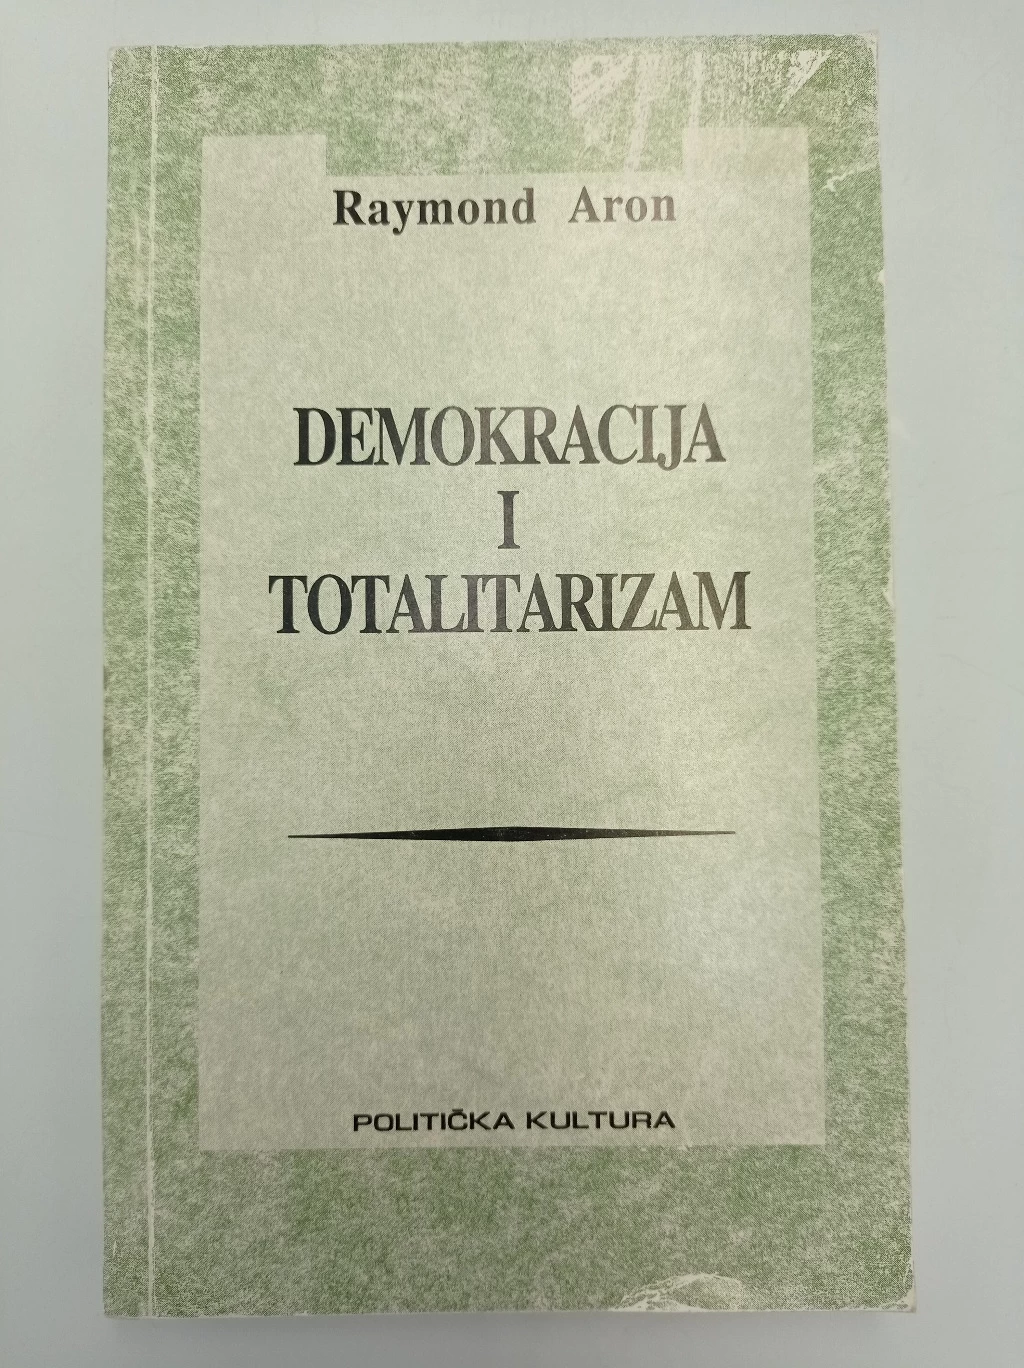 Raymond Aron
DEMOKRACIJA
I
TOTALITARIZAM
POLITIČKA KULTURA